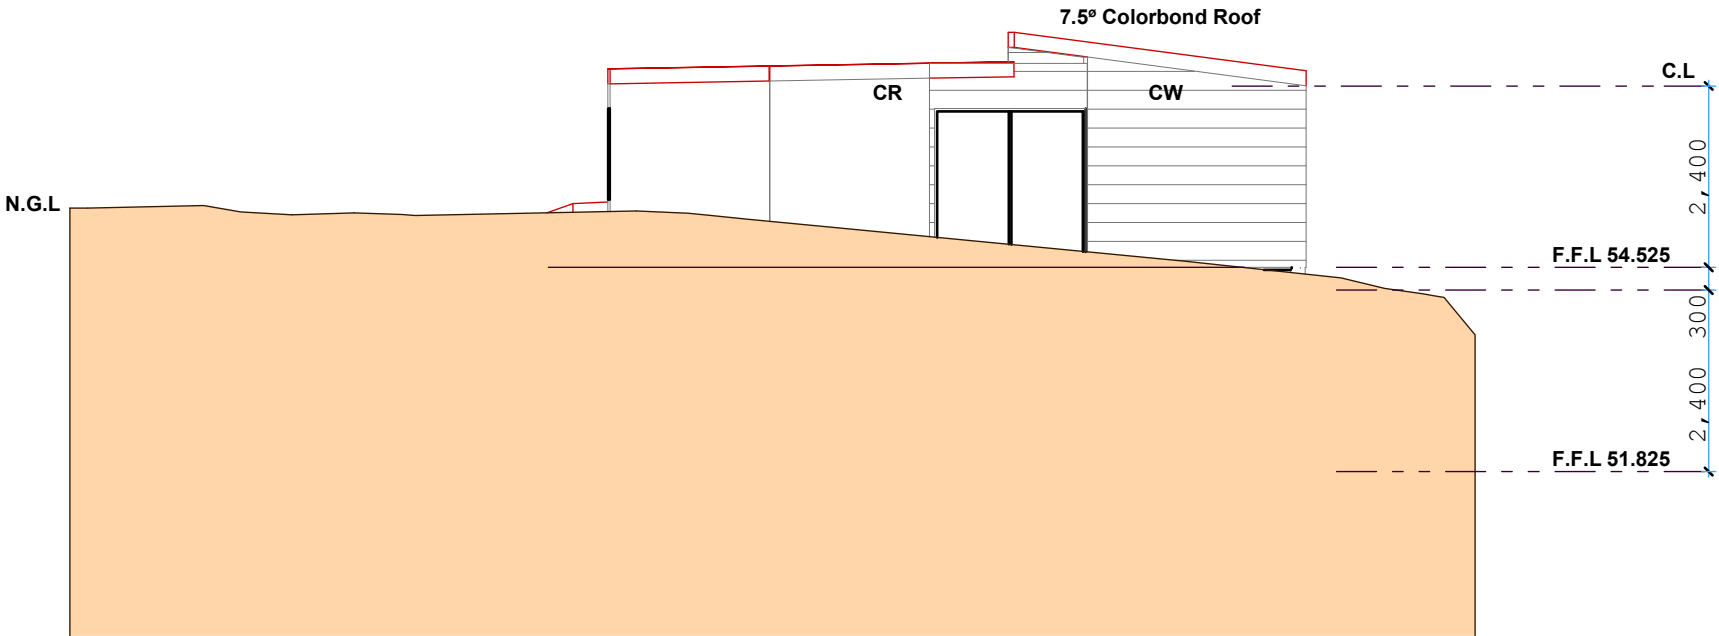 7.5º Colorbond Roof
C.L
CR
CW
2,400
N.G.L
F.F.L 54.525
300
2,400
F.F.L 51.825